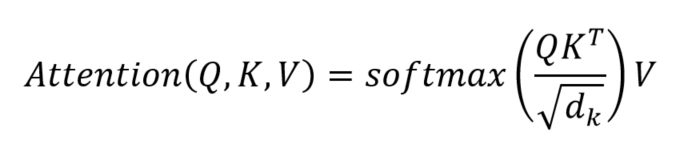 Attention(Q, K, V) = softmax(QK^T / √d_k)V